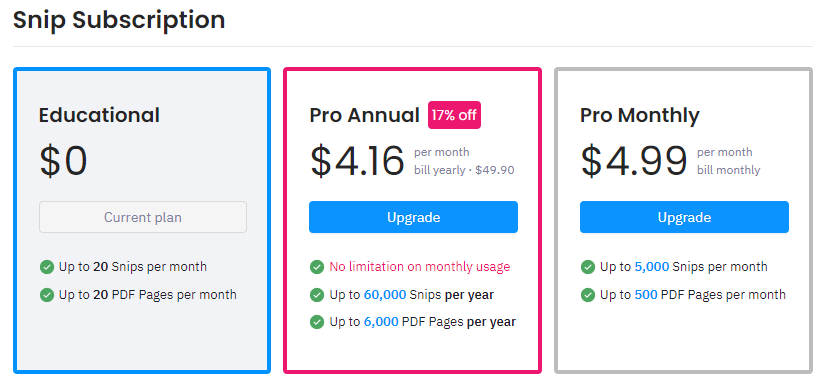 Snip Subscription
Educational
$0
Current plan
Up to 20 Snips per month
Up to 20 PDF Pages per month
Pro Annual 17% off
$4.16 per month
bill yearly · $49.90
Upgrade
No limitation on monthly usage
Up to 60,000 Snips per year
Up to 6,000 PDF Pages per year
Pro Monthly
$4.99 per month
bill monthly
Upgrade
Up to 5,000 Snips per month
Up to 500 PDF Pages per month